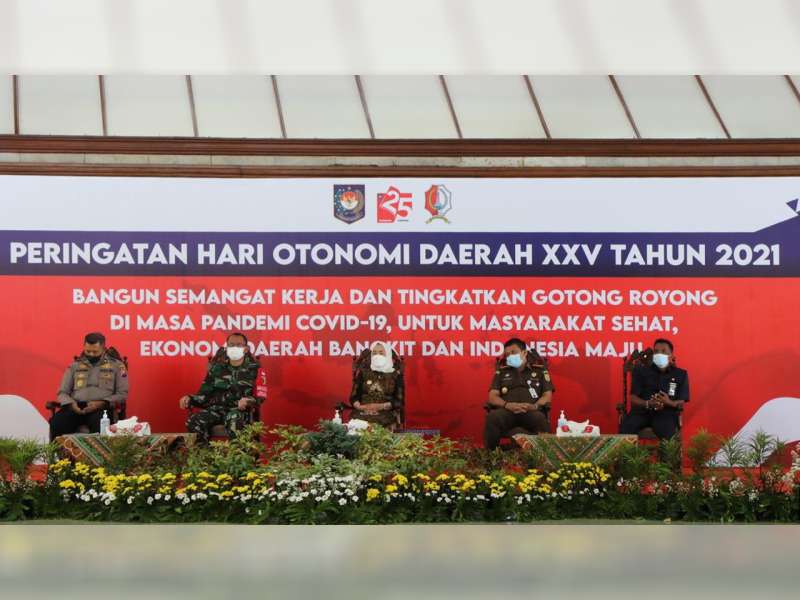 25
PERINGATAN HARI OTONOMI DAERAH XXV TAHUN 2021
BANGUN SEMANGAT KERJA DAN TINGKATKAN GOTONG ROYONG
DI MASA PANDEMI COVID-19, UNTUK MASYARAKAT SEHAT,
EKONOMI DAERAH BANGKIT DAN INDONESIA MAJU